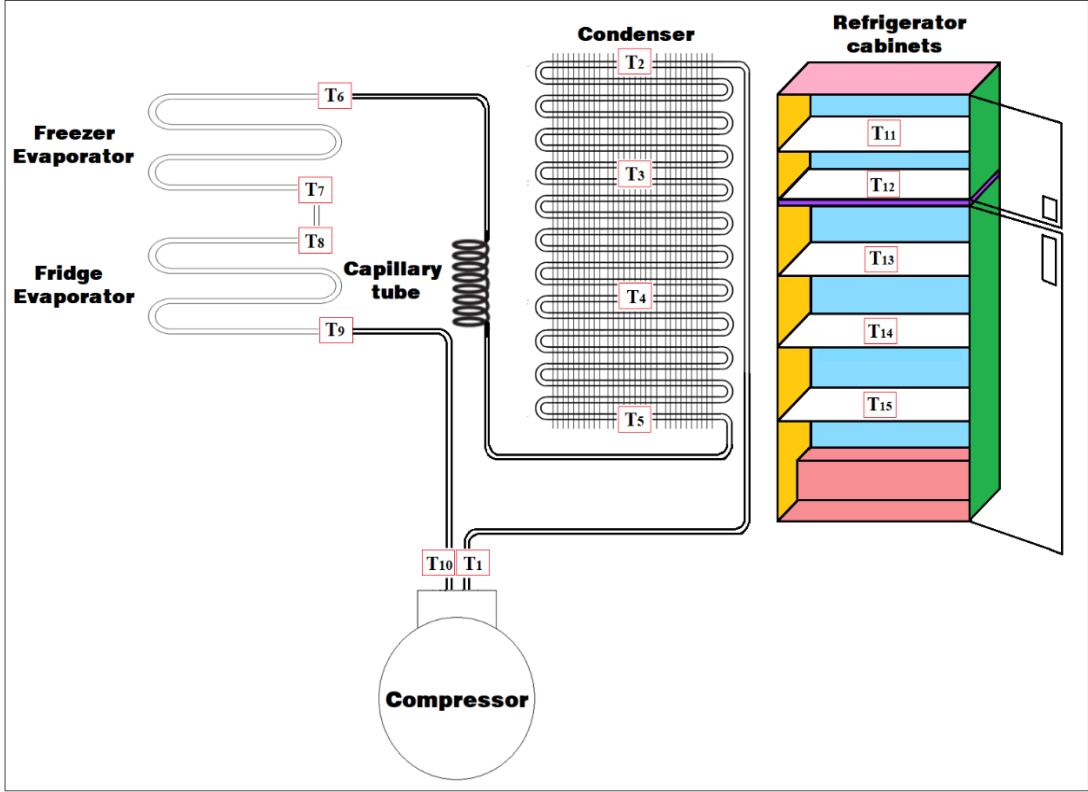 Refrigerator
cabinets
Condenser
T2
T6
T11
Freezer
Evaporator
T3
T7
T12
T8
Fridge
Evaporator
Capillary
tube
T13
T4
T9
T14
T15
T5
T10
T1
Compressor